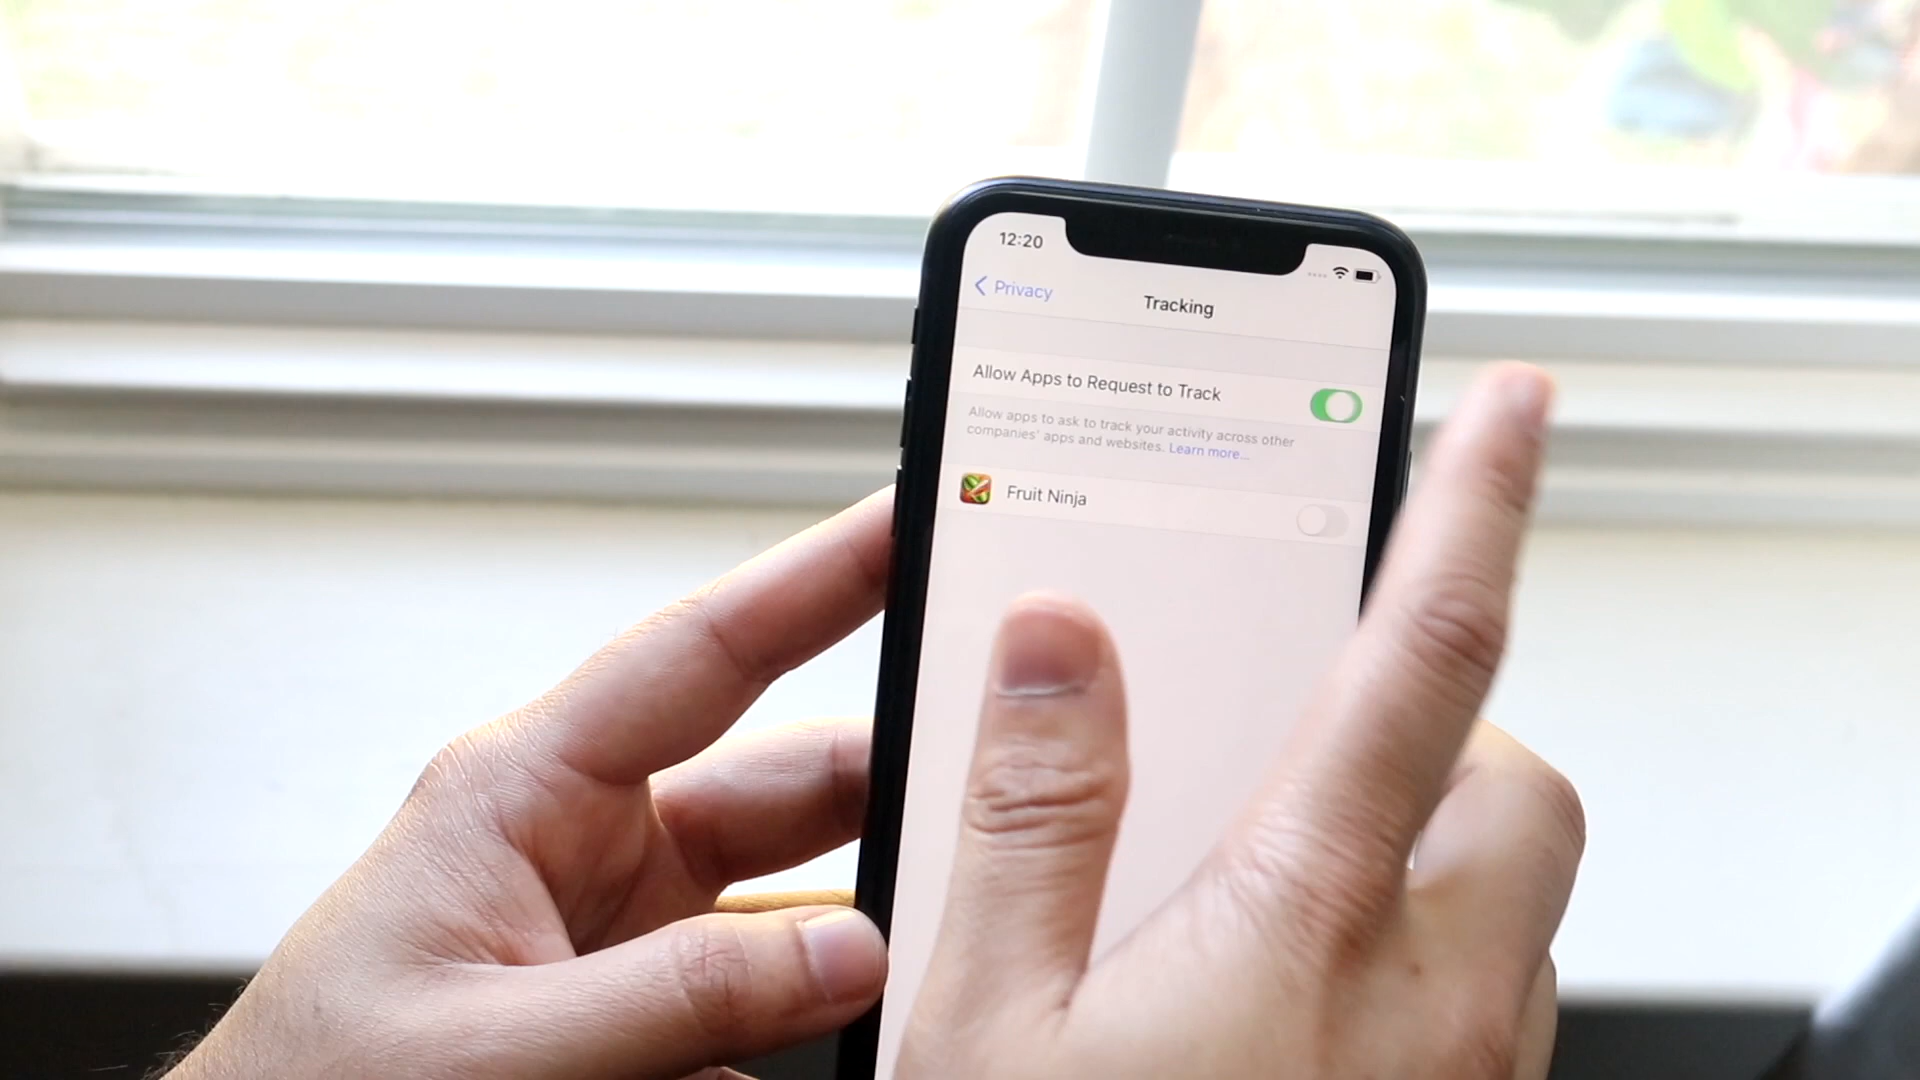 12:20
Privacy
Tracking
Allow Apps to Request to Track
Allow apps to ask to track your activity across other
companies' apps and websites. Learn more...
Fruit Ninja